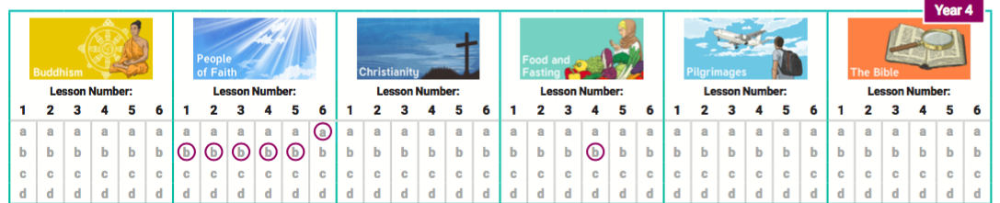 Year 4
Buddhism
People
of Faith
Christianity
Food and
Fasting
Pilgrimages
The Bible
Lesson Number: Lesson Number: Lesson Number: Lesson Number: Lesson Number: Lesson Number:
1 2 3 4 5 6 1 2 3 4 5 6 1 2 3 4 5 6 1 2 3 4 5 6 1 2 3 4 5 6 1 2 3 4 5 6
a a a a a a a a a a a a a a a a a a a a a a a a a a a a a a a a a a a a
b b b b b b b b b b b b b b b b b b b b b b b b b b b b b b b b b b b b
c c c c c c c c c c c c c c c c c c c c c c c c c c c c c c c c c c c c
d d d d d d d d d d d d d d d d d d d d d d d d d d d d d d d d d d d d